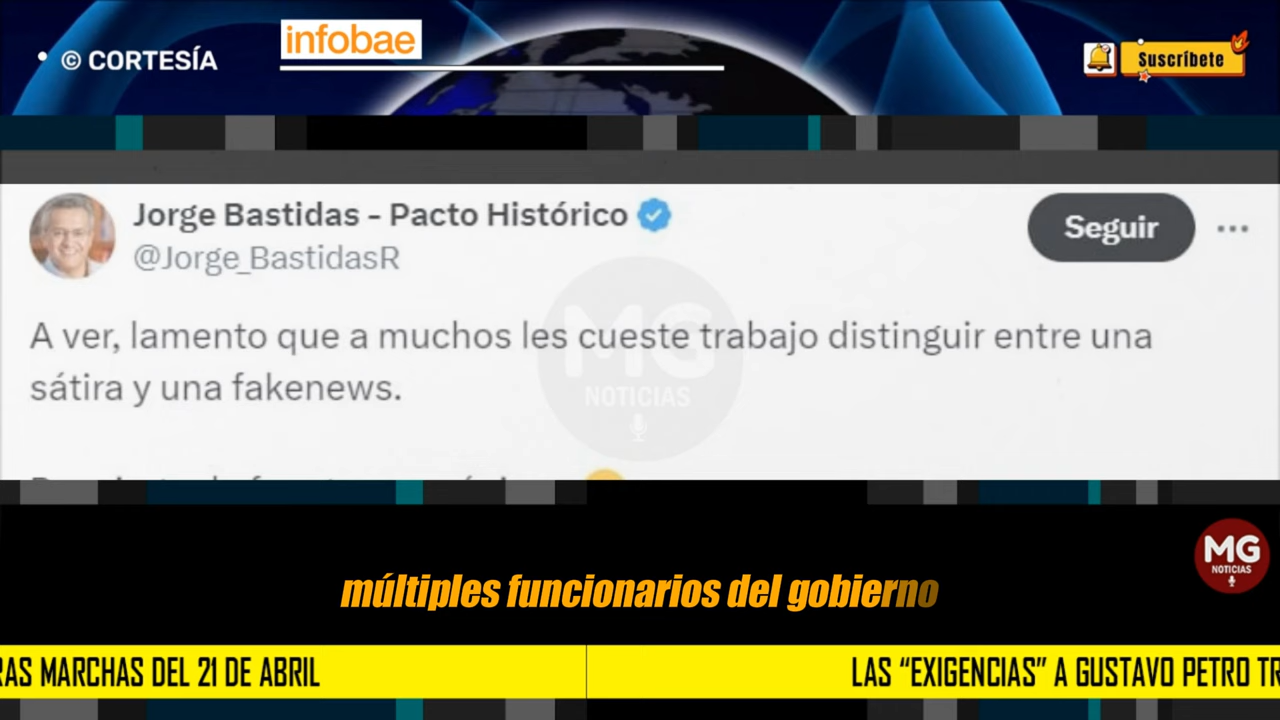 © CORTESÍA
infobae
Suscríbete
Jorge Bastidas - Pacto Histórico
@Jorge_BastidasR
Seguir
A ver, lamento que a muchos les cueste trabajo distinguir entre una
sátira y una fakenews.
MG
NOTICIAS
MG
NOTICIAS
múltiples funcionarios del gobierno
RAS MARCHAS DEL 21 DE ABRIL
LAS “EXIGENCIAS” A GUSTAVO PETRO TR